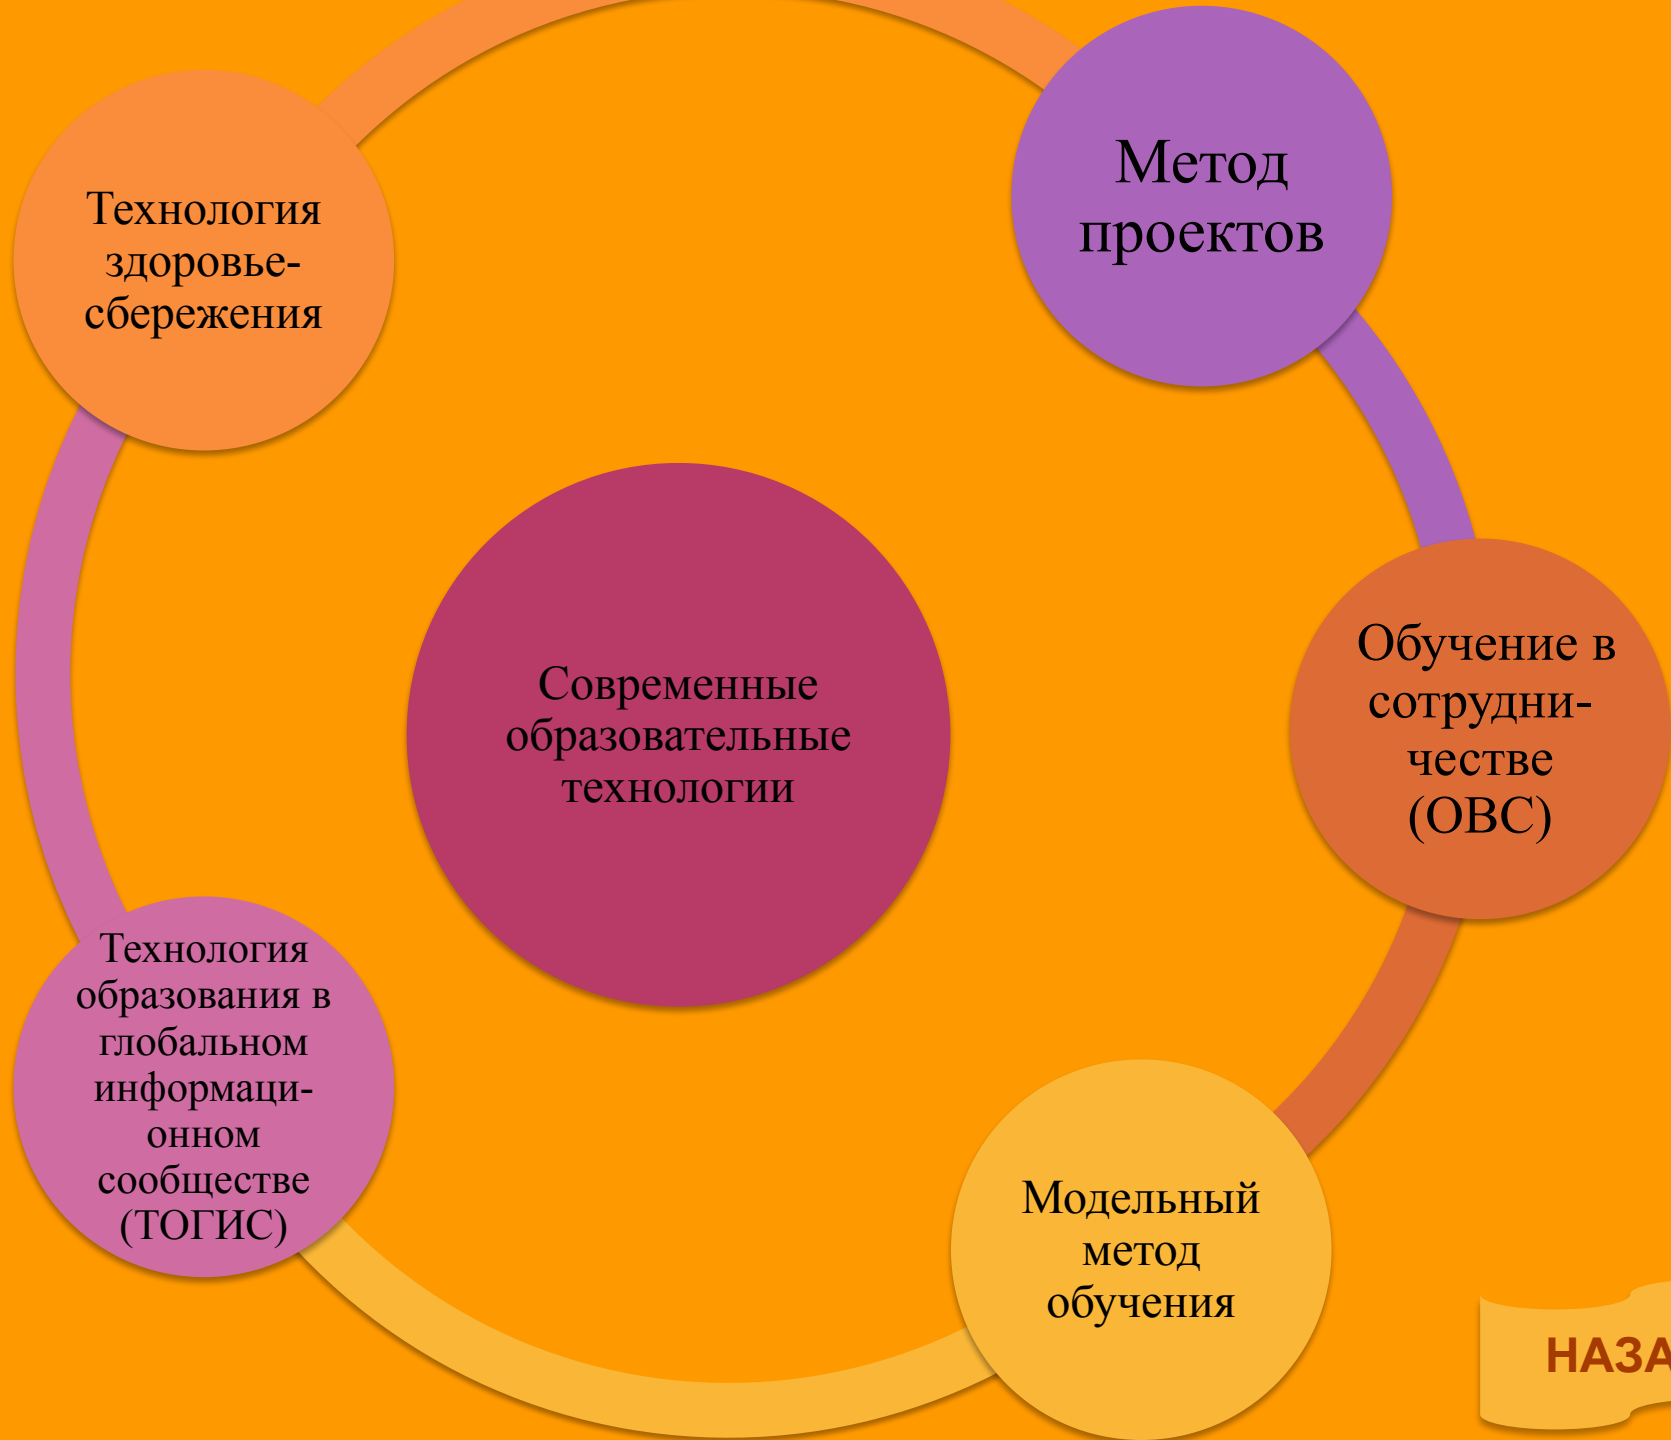 Метод
проектов
Технология
здоровье-
сбережения
Обучение в
сотрудни-
честве
(ОВС)
Современные
образовательные
технологии
Технология
образования в
глобальном
информаци-
онном
сообществе
(ТОГИС)
Модельный
метод
обучения
НАЗА